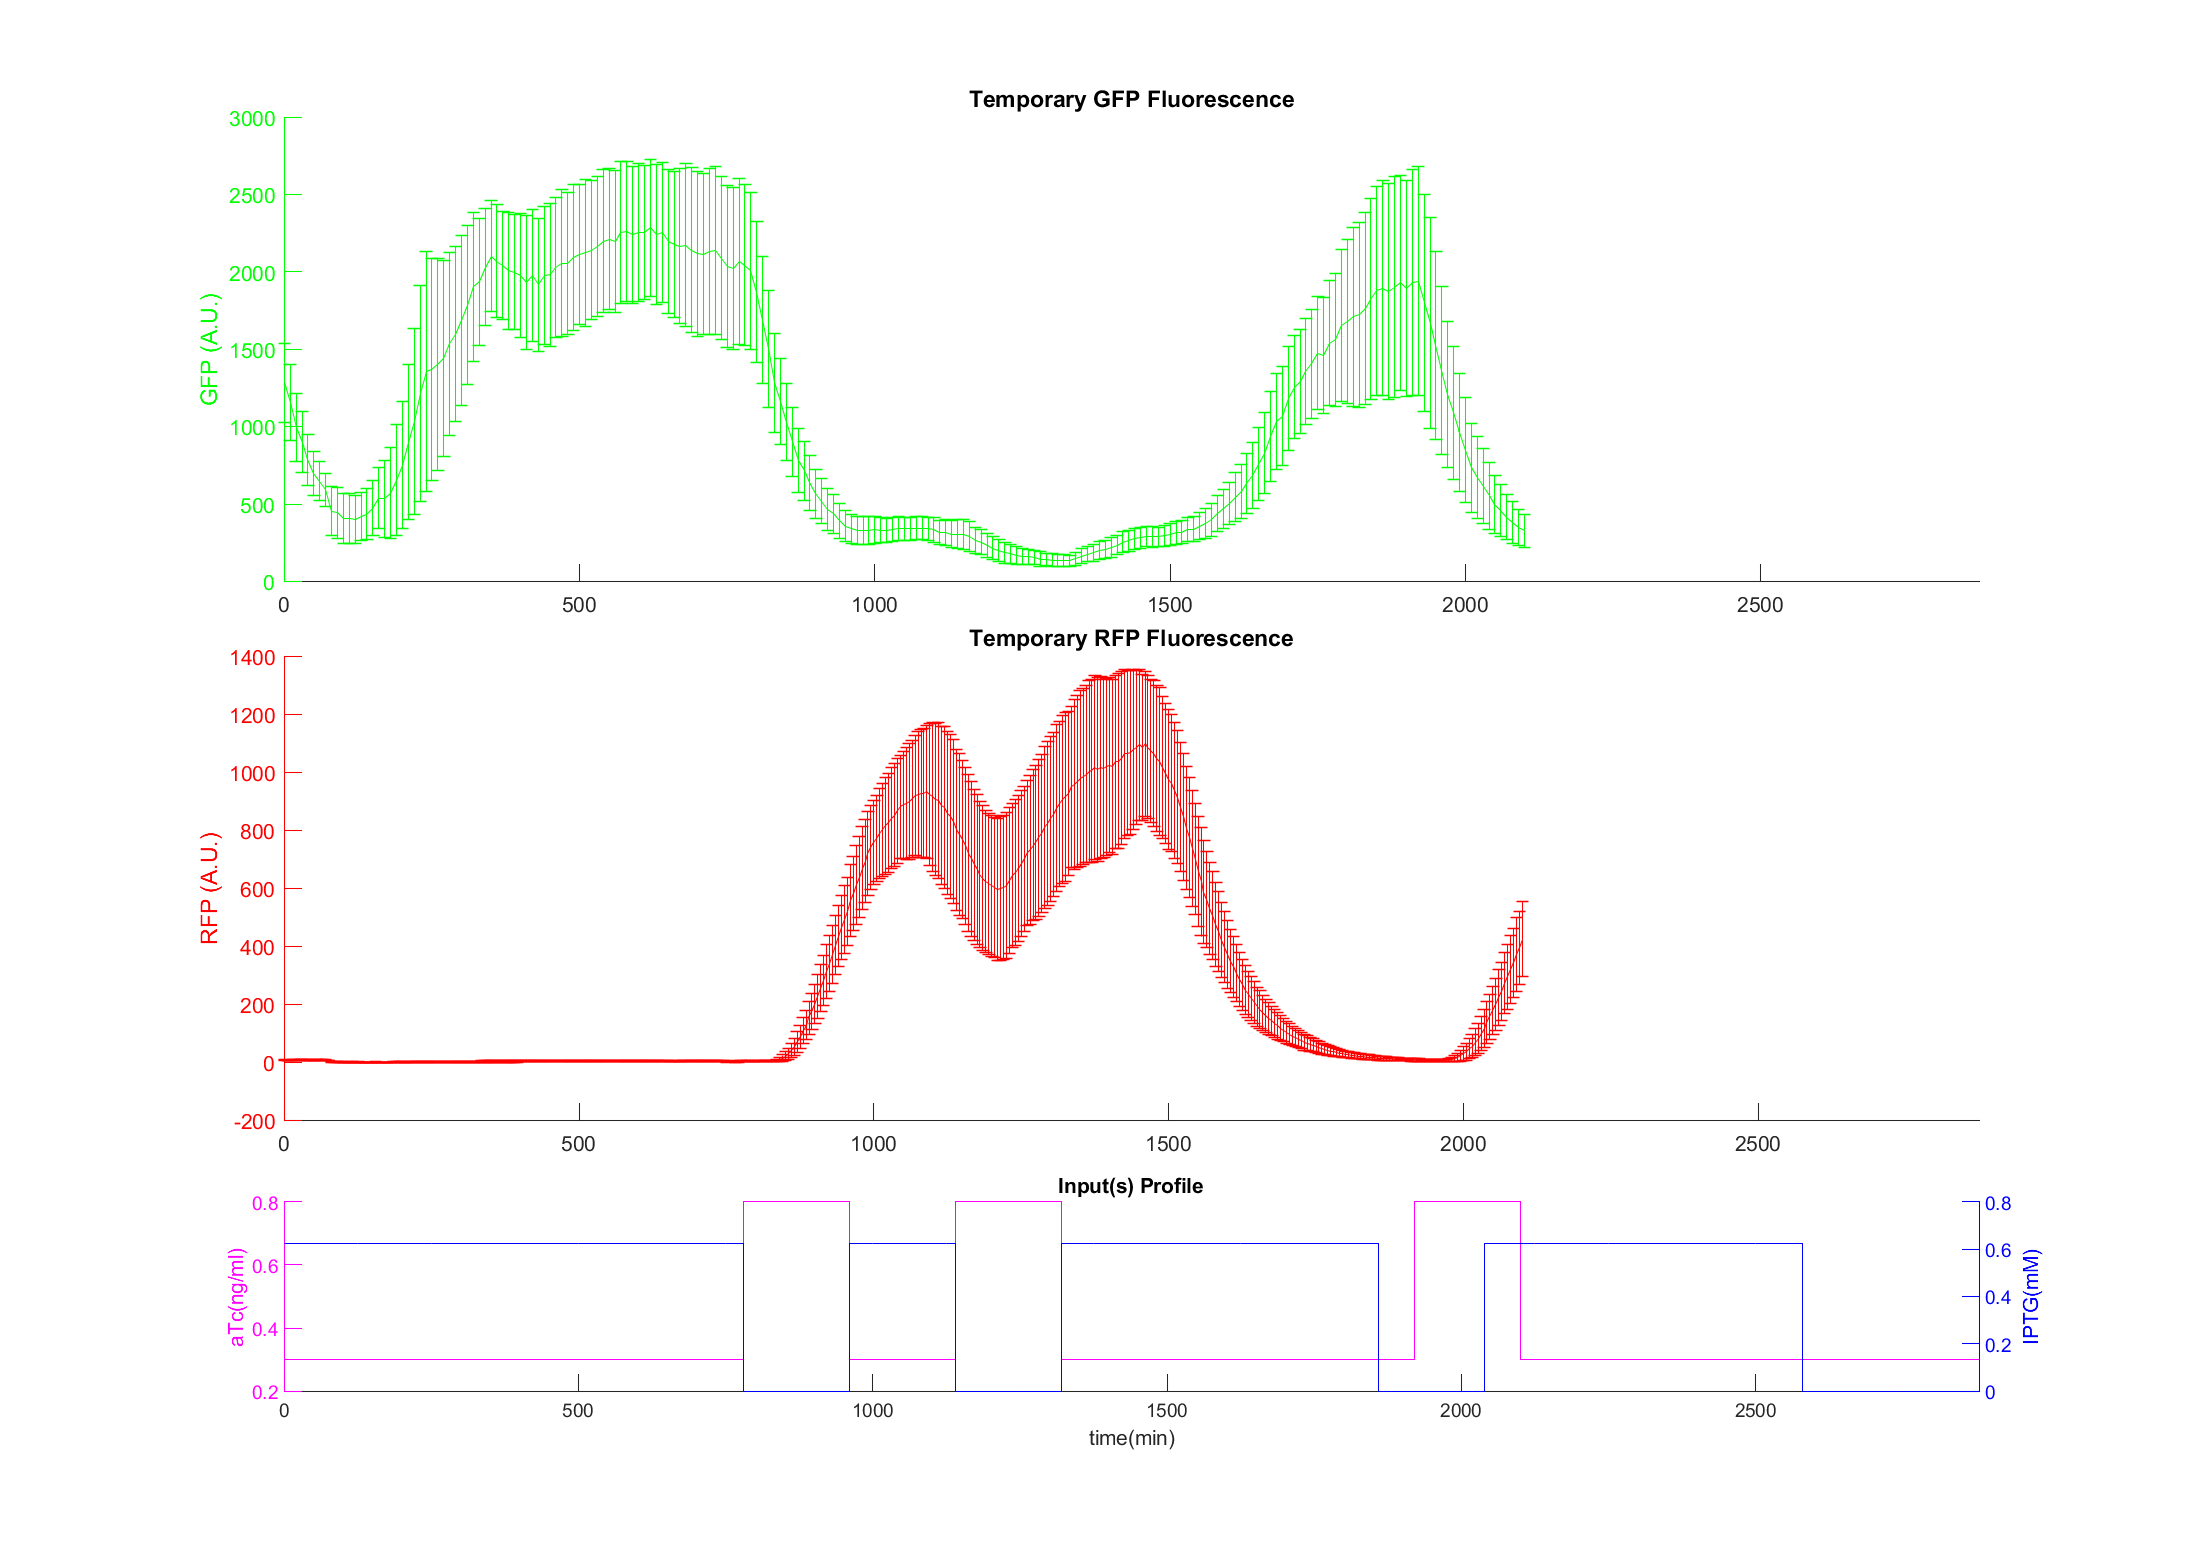 Temporary GFP Fluorescence
3000
2500
2000
1500
1000
500
0
GFP (A.U.)
0 500 1000 1500 2000 2500
Temporary RFP Fluorescence
1400
1200
1000
800
600
400
200
0
-200
RFP (A.U.)
0 500 1000 1500 2000 2500
Input(s) Profile
0.8
0.6
0.4
0.2
aTc(ng/ml)
0.8
0.6
0.4
0.2
0
IPTG(mM)
0 500 1000 1500 2000 2500
time(min)